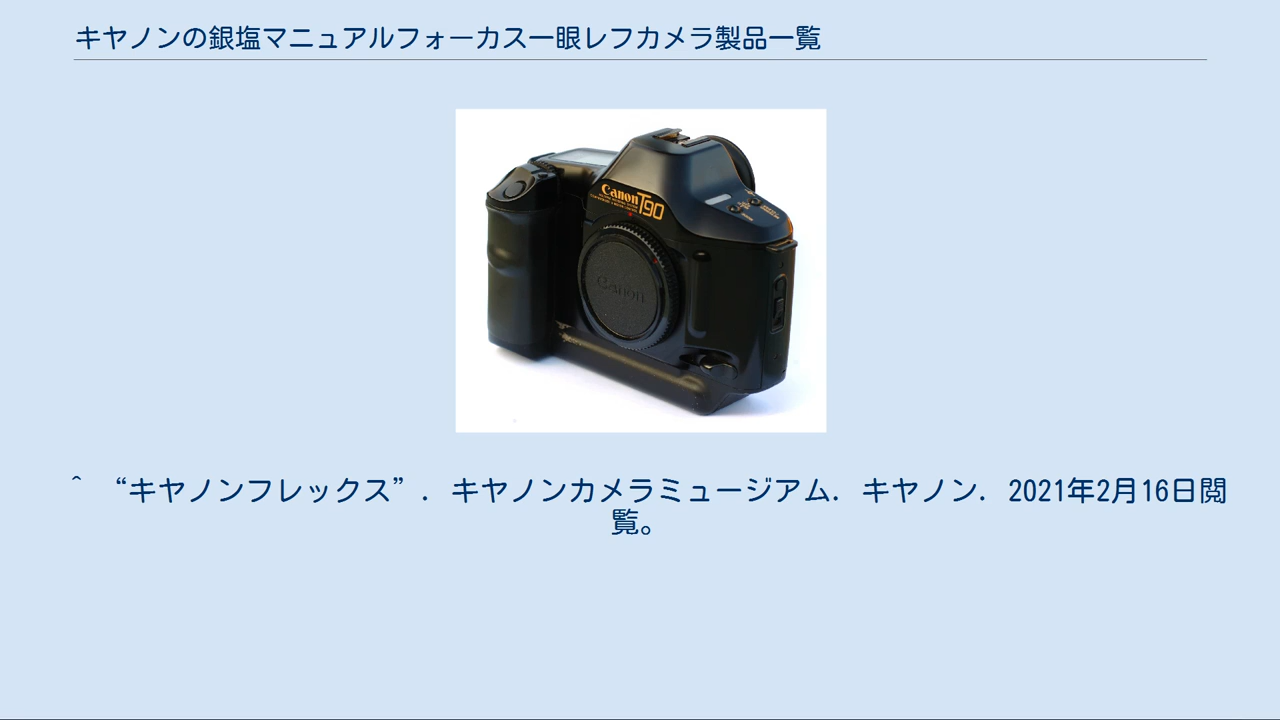 キヤノンの銀塩マニュアルフォーカス一眼レフカメラ製品一覧
Canon
T90
Canon
^ “キヤノンフレックス”. キヤノンカメラミュージアム. キヤノン. 2021年2月16日閲
覧。